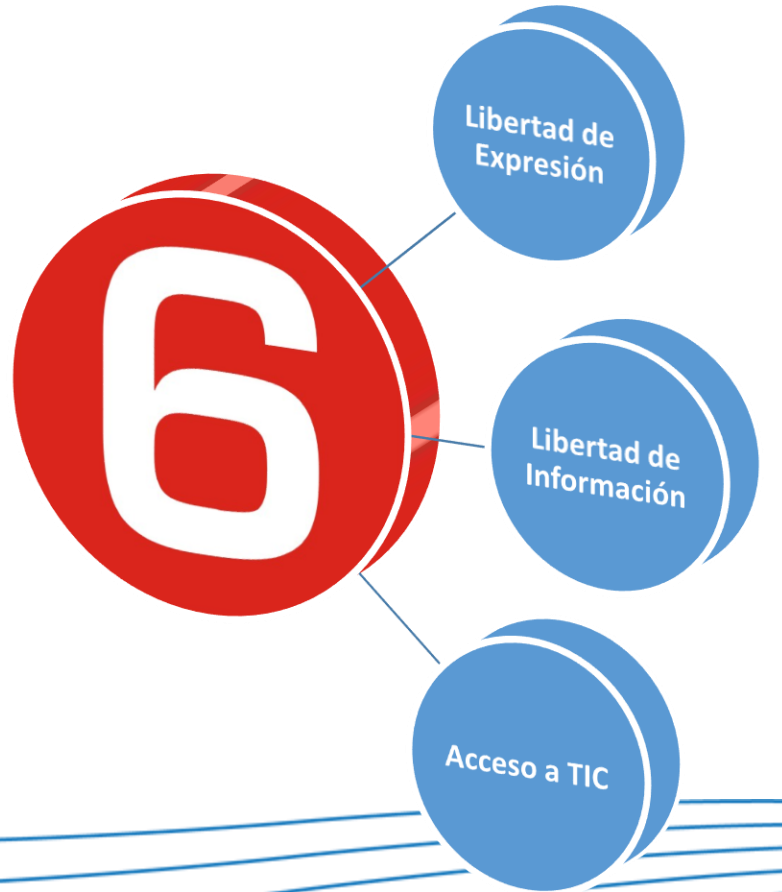 6
Libertad de
Expresión
Libertad de
Información
Acceso a TIC